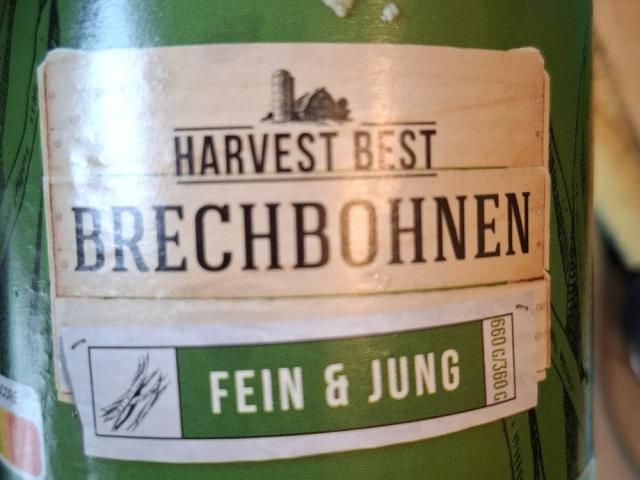 HARVEST BEST
BRECHBOHNEN
FEIN & JUNG
660 G/360 G